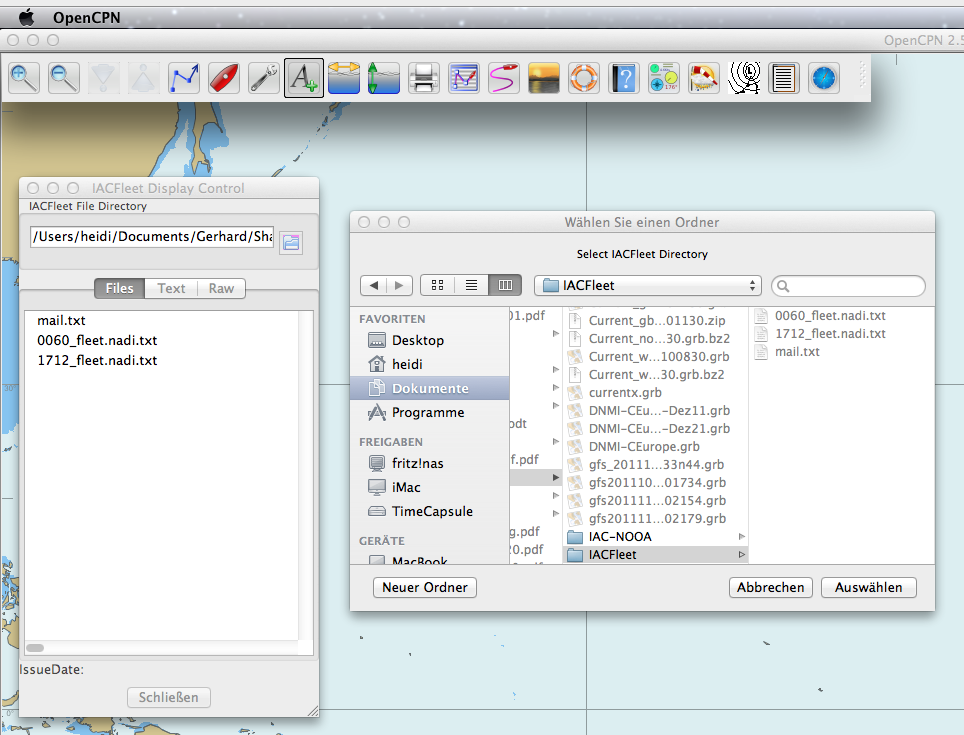 OpenCPN
OpenCPN 2.5
IACFleet Display Control
IACFleet File Directory
/Users/heidi/Documents/Gerhard/Sha
Files Text Raw
mail.txt
0060_fleet.nadi.txt
1712_fleet.nadi.txt
IssueDate:
Schließen
Wählen Sie einen Ordner
Select IACFleet Directory
IACFleet
FAVORITEN
Desktop
heidi
Dokumente
Programme
FREIGABEN
fritz!nas
iMac
TimeCapsule
GERÄTE
MacBook
01.pdf
odt
f.pdf
g.pdf
20.pdf
Current_gb...01130.zip
Current_no...30.grb.bz2
Current_w...100830.grb
Current_w...30.grb.bz2
currentx.grb
DNMI-CEu...-Dez11.grb
DNMI-CEu...-Dez21.grb
DNMI-CEurope.grb
gfs_201111...33n44.grb
gfs201110...01734.grb
gfs201111...02154.grb
gfs201111...02179.grb
IAC-NOOA
IACFleet
0060_fleet.nadi.txt
1712_fleet.nadi.txt
mail.txt
Neuer Ordner
Abbrechen
Auswählen